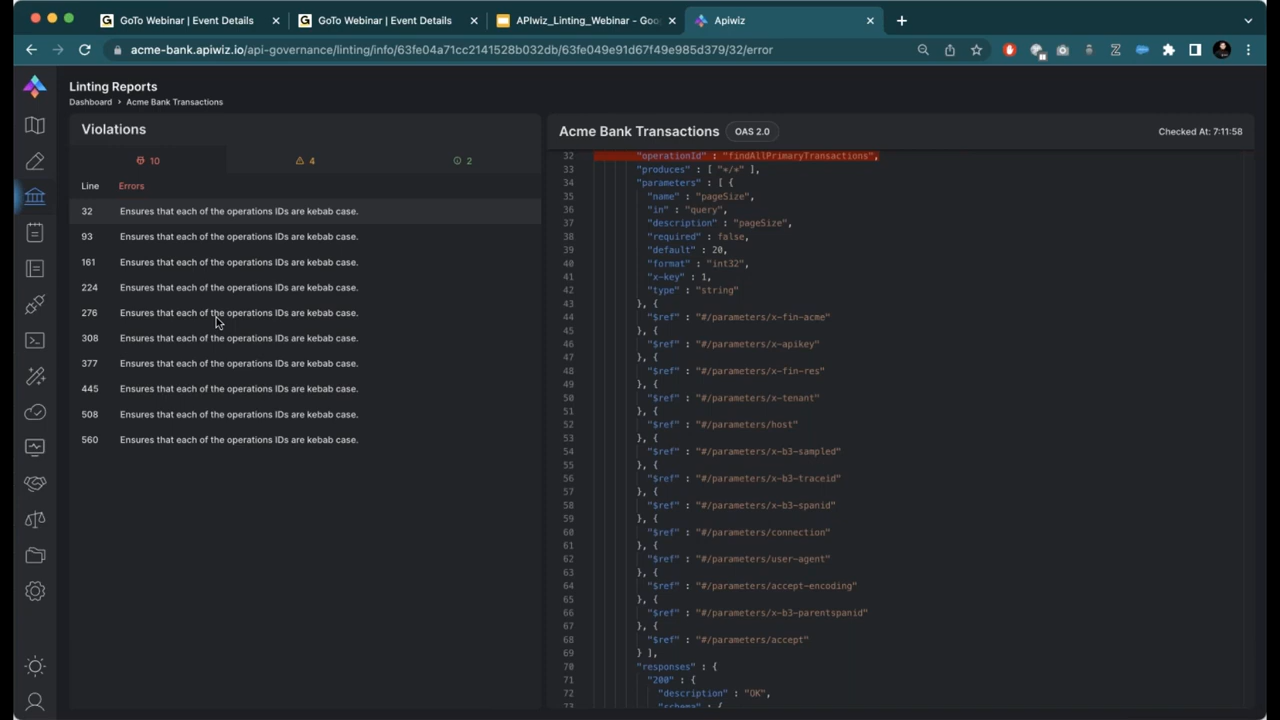 GoTo Webinar | Event Details
GoTo Webinar | Event Details
APIwiz_Linting_Webinar - Goo
Apiwiz
acme-bank.apiwiz.io/api-governance/linting/info/63fe04a71cc2141528b032db/63fe049e91d67f49e985d379/32/error
Linting Reports
Dashboard > Acme Bank Transactions
Violations
10
4
2
Line Errors
32 Ensures that each of the operations IDs are kebab case.
93 Ensures that each of the operations IDs are kebab case.
161 Ensures that each of the operations IDs are kebab case.
224 Ensures that each of the operations IDs are kebab case.
276 Ensures that each of the operations IDs are kebab case.
308 Ensures that each of the operations IDs are kebab case.
377 Ensures that each of the operations IDs are kebab case.
445 Ensures that each of the operations IDs are kebab case.
508 Ensures that each of the operations IDs are kebab case.
560 Ensures that each of the operations IDs are kebab case.
Acme Bank Transactions OAS 2.0 Checked At: 7:11:58
32 "operationId" : "findAllPrimaryTransactions",
33 "produces" : [ "*/*" ],
34 "parameters" : [ {
35 "name" : "pageSize",
36 "in" : "query",
37 "description" : "pageSize",
38 "required" : false,
39 "default" : 20,
40 "format" : "int32",
41 "x-key" : 1,
42 "type" : "string"
43 }, {
44 "$ref" : "#/parameters/x-fin-acme"
45 }, {
46 "$ref" : "#/parameters/x-apikey"
47 }, {
48 "$ref" : "#/parameters/x-fin-res"
49 }, {
50 "$ref" : "#/parameters/x-tenant"
51 }, {
52 "$ref" : "#/parameters/host"
53 }, {
54 "$ref" : "#/parameters/x-b3-sampled"
55 }, {
56 "$ref" : "#/parameters/x-b3-traceid"
57 }, {
58 "$ref" : "#/parameters/x-b3-spanid"
59 }, {
60 "$ref" : "#/parameters/connection"
61 }, {
62 "$ref" : "#/parameters/user-agent"
63 }, {
64 "$ref" : "#/parameters/accept-encoding"
65 }, {
66 "$ref" : "#/parameters/x-b3-parentspanid"
67 }, {
68 "$ref" : "#/parameters/accept"
69 } ],
70 "responses" : {
71 "200" : {
72 "description" : "OK",
73 "schema" : {